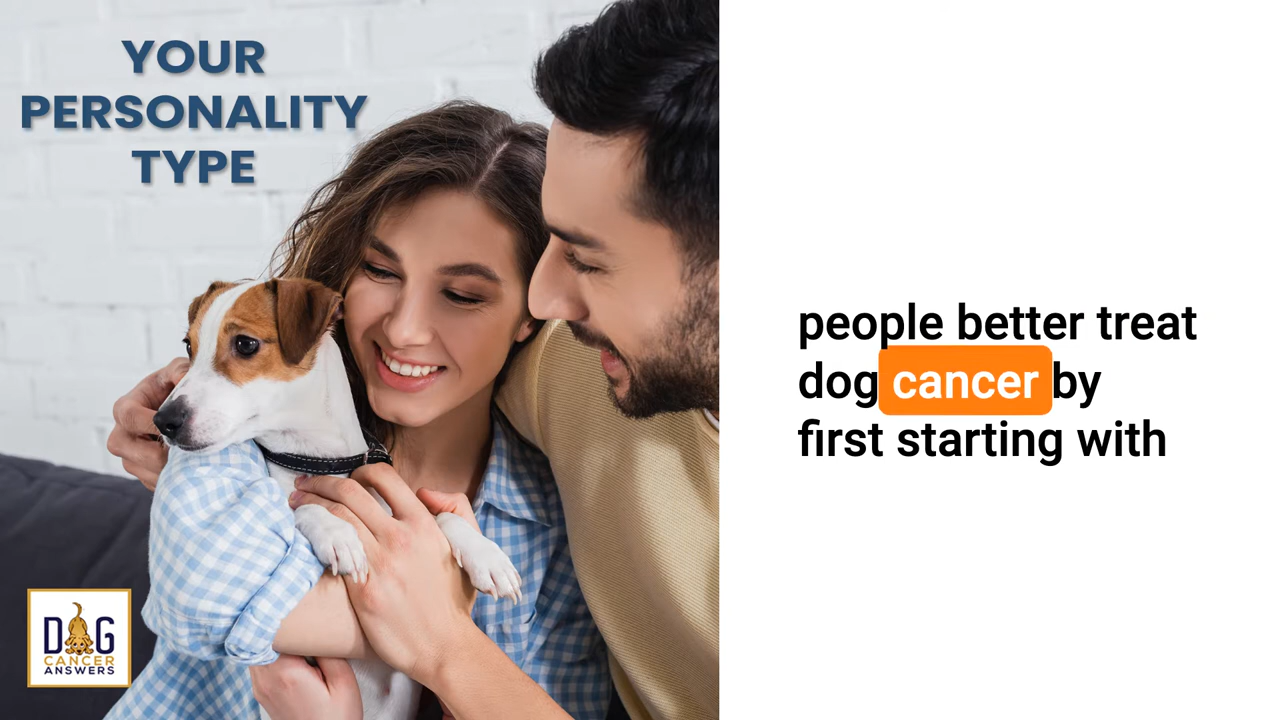 YOUR
PERSONALITY
TYPE
people better treat
dog cancer by
first starting with
DOG
CANCER
ANSWERS